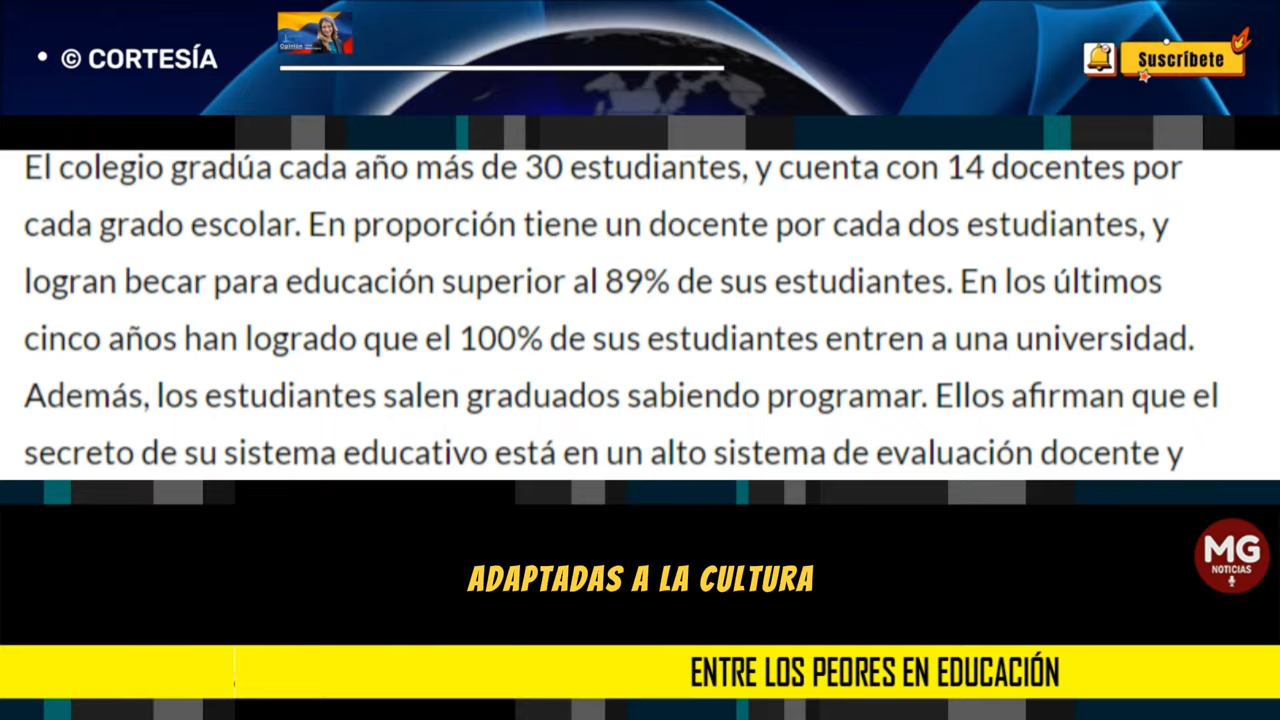 • © CORTESÍA
Opinión
Suscríbete
El colegio gradúa cada año más de 30 estudiantes, y cuenta con 14 docentes por
cada grado escolar. En proporción tiene un docente por cada dos estudiantes, y
logran becar para educación superior al 89% de sus estudiantes. En los últimos
cinco años han logrado que el 100% de sus estudiantes entren a una universidad.
Además, los estudiantes salen graduados sabiendo programar. Ellos afirman que el
secreto de su sistema educativo está en un alto sistema de evaluación docente y
MG
NOTICIAS
ADAPTADAS A LA CULTURA
ENTRE LOS PEORES EN EDUCACIÓN